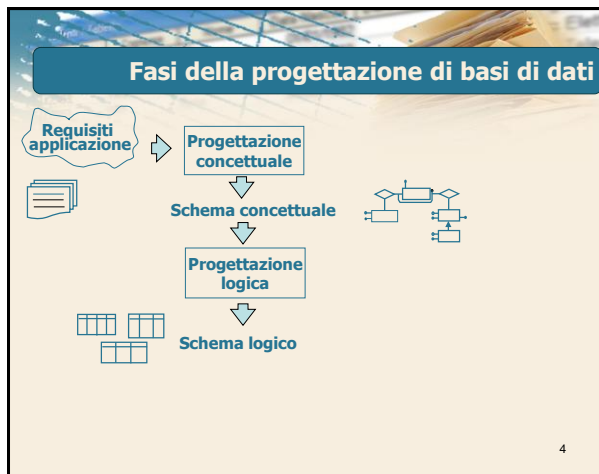 Fasi della progettazione di basi di dati
Requisiti
applicazione
Progettazione
concettuale
Schema concettuale
Progettazione
logica
Schema logico
4